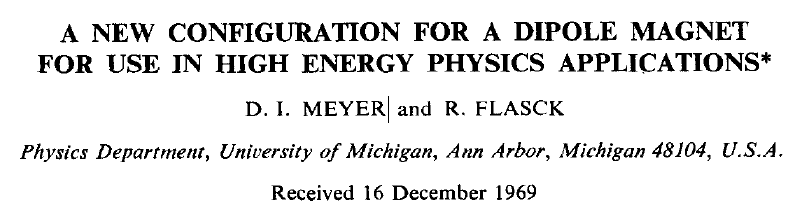 A NEW CONFIGURATION FOR A DIPOLE MAGNET
FOR USE IN HIGH ENERGY PHYSICS APPLICATIONS*
D. I. MEYER and R. FLASCK
Physics Department, University of Michigan, Ann Arbor, Michigan 48104, U.S.A.
Received 16 December 1969